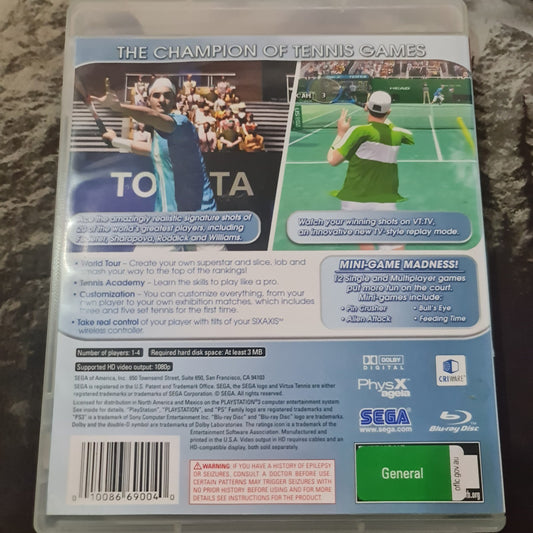 THE CHAMPION OF TENNIS GAMES
AH 3
HEAD
TO TA
Ace the amazingly realistic signature shots of
20 of the world's greatest players, including
Federer, Sharapova, Roddick and Williams.
Watch your winning shots on VT:TV,
an innovative new TV-style replay mode.
• World Tour – Create your own superstar and slice, lob and
smash your way to the top of the rankings!
• Tennis Academy – Learn the skills to play like a pro.
• Customization – You can customize everything, from your
own player to your own exhibition matches, which includes
three and five set tennis for the first time.
• Take real control of your player with tilts of your SIXAXIS™
wireless controller.
MINI-GAME MADNESS!
12 Single and Multiplayer games
put more fun on the court.
Mini-games include:
• Pin Crusher • Bull's Eye
• Alien Attack • Feeding Time
Number of players: 1-4 Required hard disk space: At least 3 MB
Supported HD video output: 1080p
SEGA of America, Inc. 650 Townsend Street, Suite 650, San Francisco, CA 94103
SEGA is registered in the U.S. Patent and Trademark Office. SEGA, the SEGA logo and Virtua Tennis are either
registered trademarks or trademarks of SEGA Corporation. © SEGA. All rights reserved.
Licensed for distribution in North America and Mexico on the PLAYSTATION®3 computer entertainment system.
See inside for details. "PlayStation", "PLAYSTATION", and "PS" Family logo are registered trademarks and
"PS3" is a trademark of Sony Computer Entertainment Inc. "Blu-ray Disc" and Blu-ray Disc" logo are trademarks.
Dolby and the double-D symbol are trademarks of Dolby Laboratories. The ratings icon is a trademark of the
Entertainment Software Association. Manufactured and
printed in the U.S.A. Video output in HD requires cables and an
HD-compatible display, both sold separately.
DOLBY
DIGITAL
PhysX
ageia
CRIWARE
SEGA
Blu-ray Disc
0 10086 69004 0
WARNING: IF YOU HAVE A HISTORY OF EPILEPSY
OR SEIZURES, CONSULT A DOCTOR BEFORE USE.
CERTAIN PATTERNS MAY TRIGGER SEIZURES WITH
NO PRIOR HISTORY. BEFORE USING AND FOR MORE
DETAILS SEE INSTRUCTIONS FOR THE PRODUCT.
General
oflc.gov.au